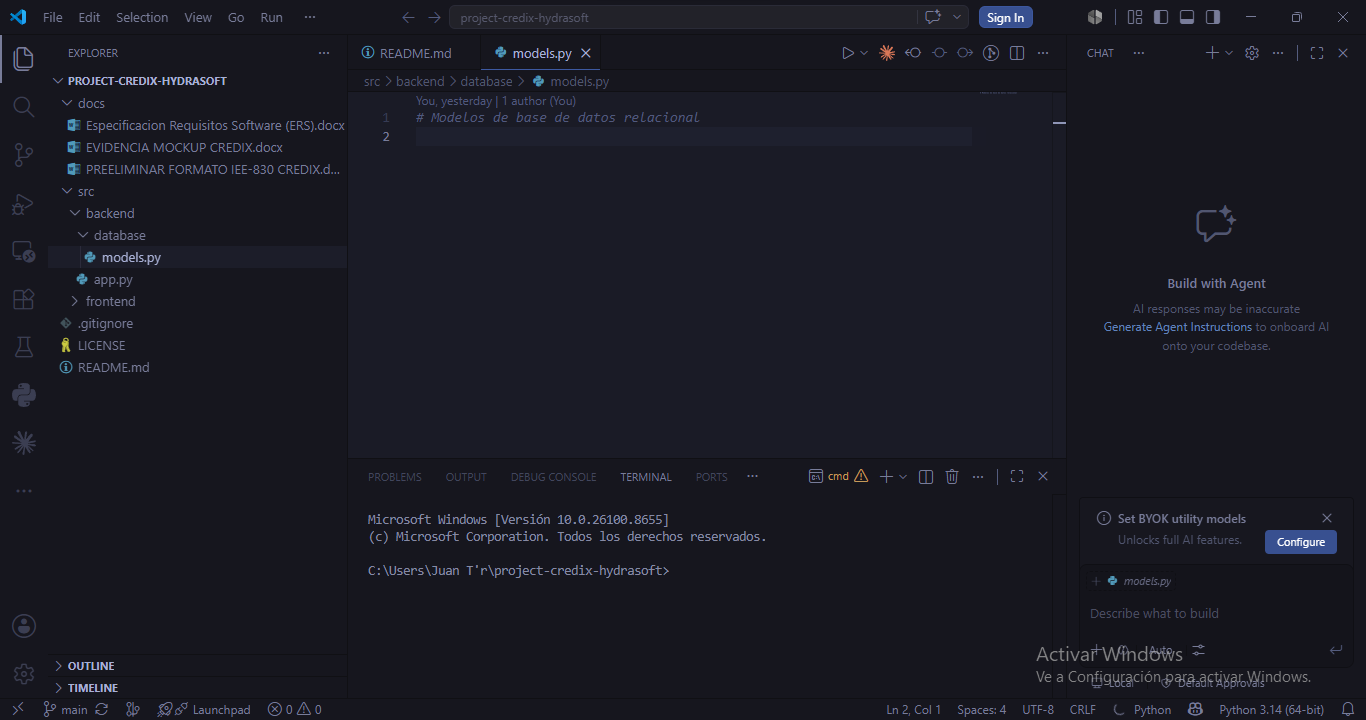 File Edit Selection View Go Run ···
project-credix-hydrasoft
Sign In
EXPLORER ···
PROJECT-CREDIX-HYDRASOFT
docs
Especificacion Requisitos Software (ERS).docx
EVIDENCIA MOCKUP CREDIX.docx
PREELIMINAR FORMATO IEE-830 CREDIX.d...
src
backend
database
models.py
app.py
frontend
.gitignore
LICENSE
README.md
OUTLINE
TIMELINE
README.md
models.py
src > backend > database > models.py
You, yesterday | 1 author (You)
1 # Modelos de base de datos relacional
2
PROBLEMS OUTPUT DEBUG CONSOLE TERMINAL PORTS ···
cmd
Microsoft Windows [Versión 10.0.26100.8655]
(c) Microsoft Corporation. Todos los derechos reservados.
C:\Users\Juan T'r\project-credix-hydrasoft>
CHAT ···
Build with Agent
AI responses may be inaccurate
Generate Agent Instructions to onboard AI
onto your codebase.
Set BYOK utility models
Unlocks full AI features.
Configure
models.py
Describe what to build
Auto
Activar Windows
Ve a Configuración para activar Windows.
Local Default Approvals
main Launchpad 0 0
Ln 2, Col 1 Spaces: 4 UTF-8 CRLF Python Python 3.14 (64-bit)